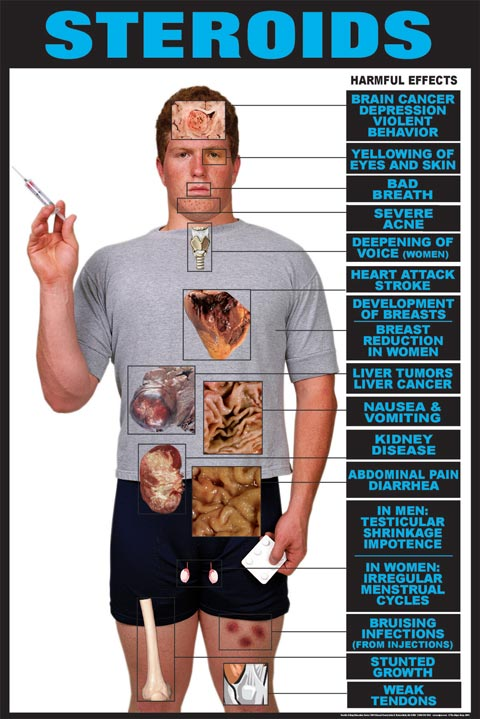 STEROIDS
HARMFUL EFFECTS
BRAIN CANCER
DEPRESSION
VIOLENT
BEHAVIOR
YELLOWING OF
EYES AND SKIN
BAD
BREATH
SEVERE
ACNE
DEEPENING OF
VOICE (WOMEN)
HEART ATTACK
STROKE
DEVELOPMENT
OF BREASTS
BREAST
REDUCTION
IN WOMEN
LIVER TUMORS
LIVER CANCER
NAUSEA &
VOMITING
KIDNEY
DISEASE
ABDOMINAL PAIN
DIARRHEA
IN MEN:
TESTICULAR
SHRINKAGE
IMPOTENCE
IN WOMEN:
IRREGULAR
MENSTRUAL
CYCLES
BRUISING
INFECTIONS
(FROM INJECTIONS)
STUNTED
GROWTH
WEAK
TENDONS